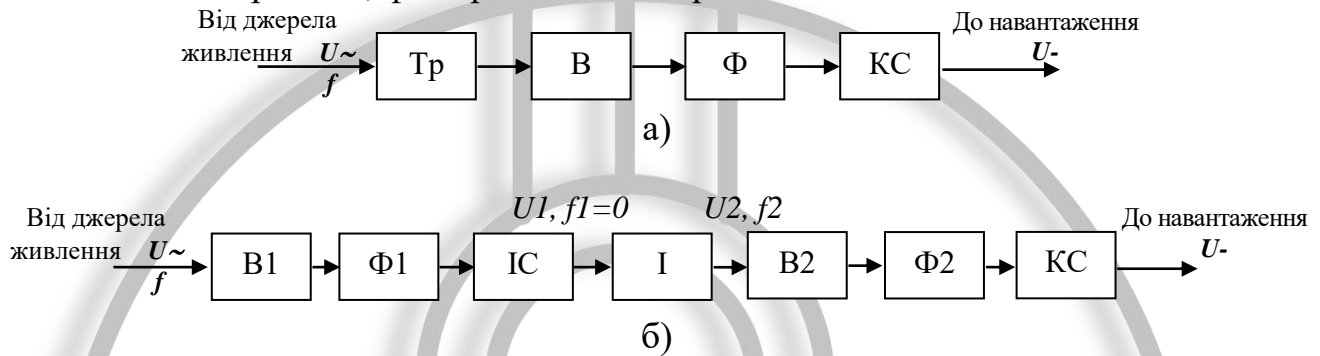 Від джерела
живлення U~
f
Тр
В
Ф
КС
До навантаження
U-
а)
U1, f1=0
U2, f2
Від джерела
живлення U~
f
В1
Ф1
ІС
І
В2
Ф2
КС
До навантаження
U-
б)